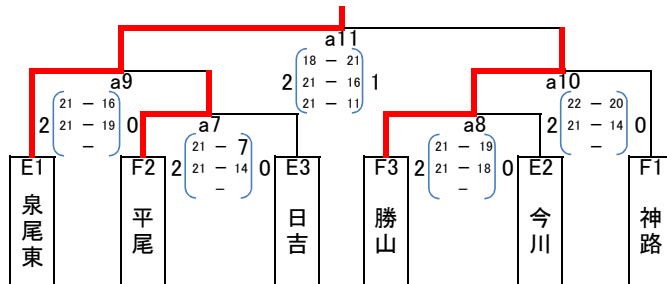 a11
18 － 21
2 21 － 16 1
21 － 11
a9
21 － 16
2 21 － 19 0
－
a10
22 － 20
2 21 － 14 0
－
a7
21 － 7
2 21 － 14 0
－
a8
21 － 19
2 21 － 18 0
－
E1 F2 E3 F3 E2 F1
泉尾東
平尾
日吉
勝山
今川
神路